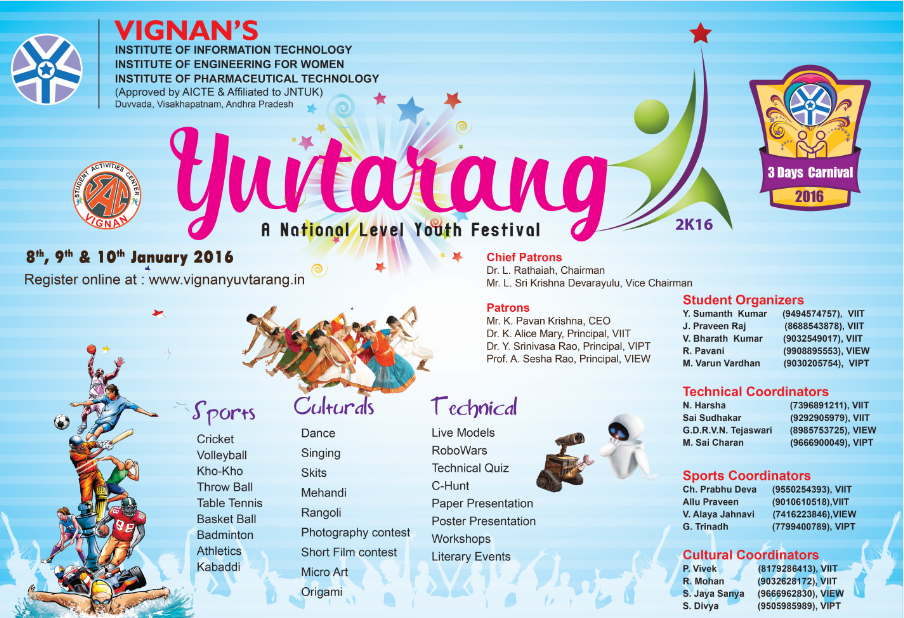 VIGNAN'S
INSTITUTE OF INFORMATION TECHNOLOGY
INSTITUTE OF ENGINEERING FOR WOMEN
INSTITUTE OF PHARMACEUTICAL TECHNOLOGY
(Approved by AICTE & Affiliated to JNTUK)
Duvvada, Visakhapatnam, Andhra Pradesh
3 Days Carnival
2016
STUDENT ACTIVITIES CENTER
SAC
VIGNAN
Yuvtarang
2K16
A National Level Youth Festival
8th, 9th & 10th January 2016
Register online at : www.vignanyuvtarang.in
Chief Patrons
Dr. L. Rathaiah, Chairman
Mr. L. Sri Krishna Devarayulu, Vice Chairman
Patrons
Mr. K. Pavan Krishna, CEO
Dr. K. Alice Mary, Principal, VIIT
Dr. Y. Srinivasa Rao, Principal, VIPT
Prof. A. Sesha Rao, Principal, VIEW
Sports
Cricket
Volleyball
Kho-Kho
Throw Ball
Table Tennis
Basket Ball
Badminton
Athletics
Kabaddi
Culturals
Dance
Singing
Skits
Mehandi
Rangoli
Photography contest
Short Film contest
Micro Art
Origami
Technical
Live Models
RoboWars
Technical Quiz
C-Hunt
Paper Presentation
Poster Presentation
Workshops
Literary Events
Student Organizers
Y. Sumanth Kumar (9494574757), VIIT
J. Praveen Raj (8688543878), VIIT
V. Bharath Kumar (9032549017), VIIT
R. Pavani (9908895553), VIEW
M. Varun Vardhan (9030205754), VIPT
Technical Coordinators
N. Harsha (7396891211), VIIT
Sai Sudhakar (9292905979), VIIT
G.D.R.V.N. Tejaswari (8985753725), VIEW
M. Sai Charan (9666900049), VIPT
Sports Coordinators
Ch. Prabhu Deva (9550254393), VIIT
Allu Praveen (9010610518),VIIT
V. Alaya Jahnavi (7416223846),VIEW
G. Trinadh (7799400789), VIPT
Cultural Coordinators
P. Vivek (8179286413), VIIT
R. Mohan (9032628172), VIIT
S. Jaya Sanya (9666962830), VIEW
S. Divya (9505985989), VIPT
98